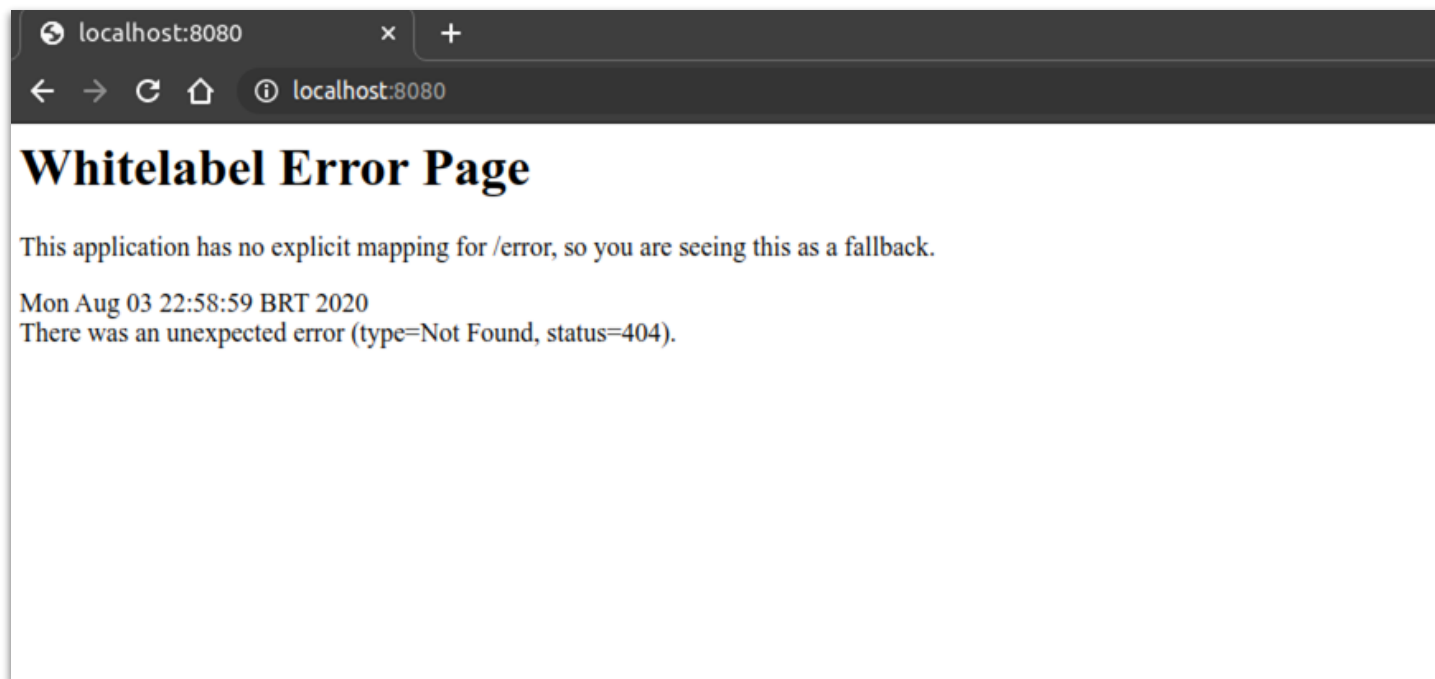 localhost:8080
localhost:8080
Whitelabel Error Page
This application has no explicit mapping for /error, so you are seeing this as a fallback.
Mon Aug 03 22:58:59 BRT 2020
There was an unexpected error (type=Not Found, status=404).